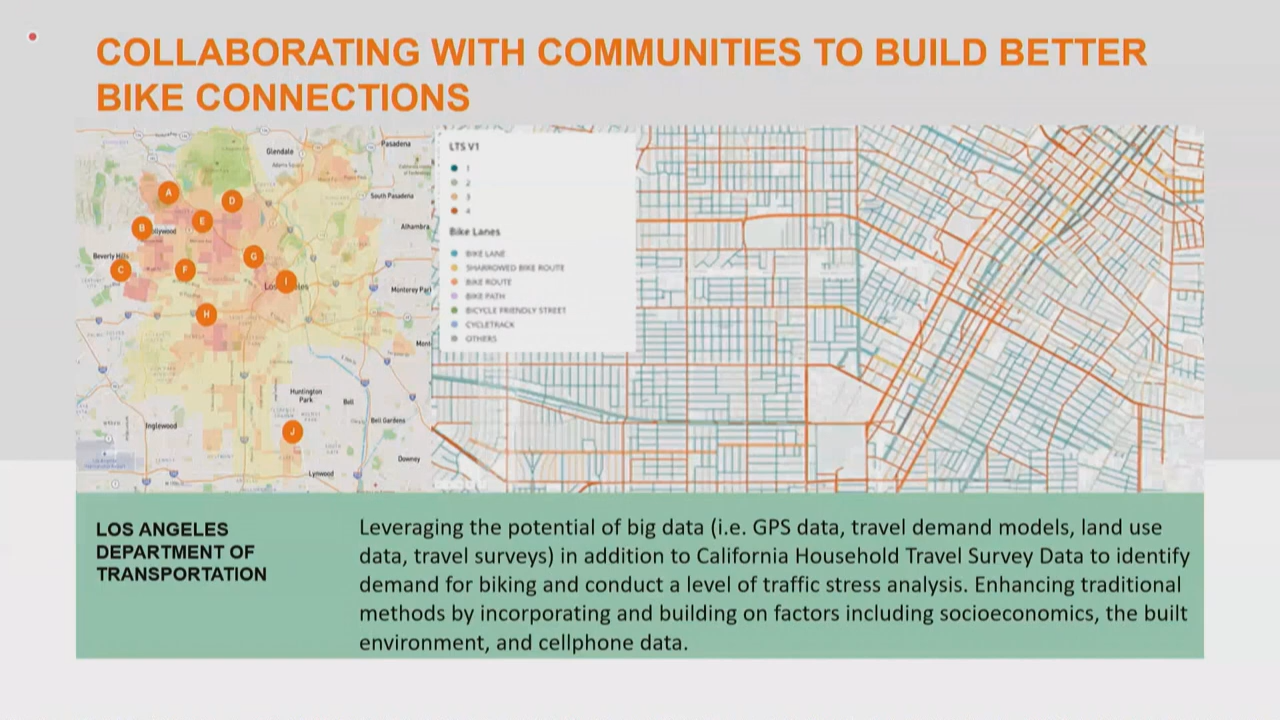 COLLABORATING WITH COMMUNITIES TO BUILD BETTER
BIKE CONNECTIONS
Glendale
Pasadena
South Pasadena
Alhambra
Beverly Hills
Monterey Park
Huntington
Park
Bell
Bell Gardens
Inglewood
Downey
Lynwood
A
D
E
B
G
C
F
I
H
J
LTS V1
1
2
3
4
Bike Lanes
BIKE LANE
SHARROWED BIKE ROUTE
BIKE ROUTE
BIKE PATH
BICYCLE FRIENDLY STREET
CYCLETRACK
OTHERS
LOS ANGELES
DEPARTMENT OF
TRANSPORTATION
Leveraging the potential of big data (i.e. GPS data, travel demand models, land use
data, travel surveys) in addition to California Household Travel Survey Data to identify
demand for biking and conduct a level of traffic stress analysis. Enhancing traditional
methods by incorporating and building on factors including socioeconomics, the built
environment, and cellphone data.